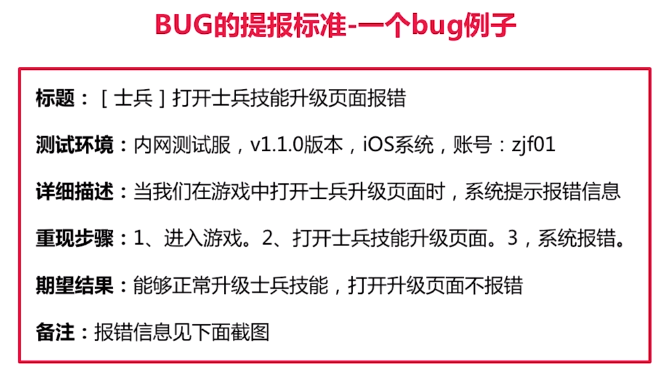 BUG的提报标准-一个bug例子
标题：［士兵］打开士兵技能升级页面报错
测试环境：内网测试服，v1.1.0版本，iOS系统，账号：zjf01
详细描述：当我们在游戏中打开士兵升级页面时，系统提示报错信息
重现步骤：1、进入游戏。2、打开士兵技能升级页面。3，系统报错。
期望结果：能够正常升级士兵技能，打开升级页面不报错
备注：报错信息见下面截图